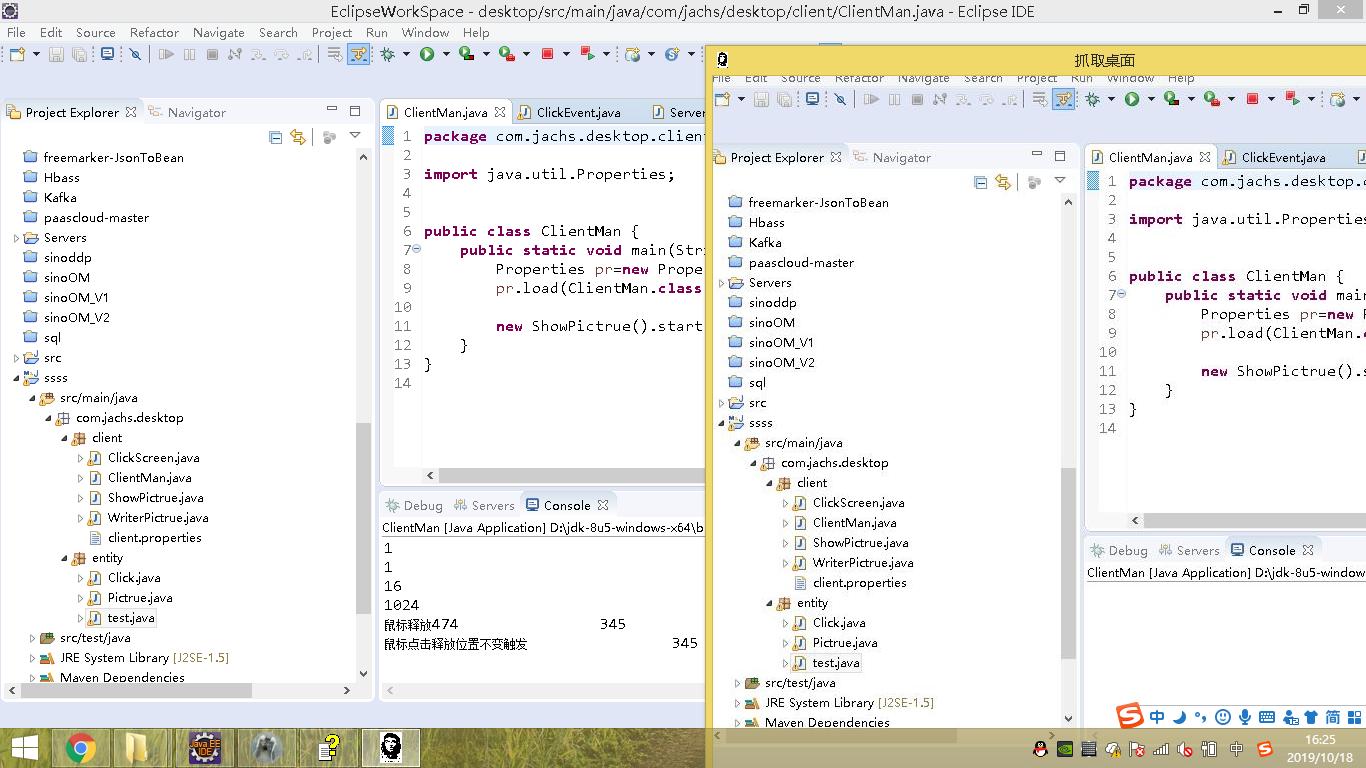 EclipseWorkSpace - desktop/src/main/java/com/jachs/desktop/client/ClientMan.java - Eclipse IDE
File Edit Source Refactor Navigate Search Project Run Window Help
Project Explorer Navigator
freemarker-JsonToBean
Hbass
Kafka
paascloud-master
Servers
sinoddp
sinoOM
sinoOM_V1
sinoOM_V2
sql
src
ssss
src/main/java
com.jachs.desktop
client
ClickScreen.java
ClientMan.java
ShowPictrue.java
WriterPictrue.java
client.properties
entity
Click.java
Pictrue.java
test.java
src/test/java
JRE System Library [J2SE-1.5]
Maven Dependencies
ClientMan.java ClickEvent.java Server
1 package com.jachs.desktop.client
2
3 import java.util.Properties;
4
5
6 public class ClientMan {
7 public static void main(Stri
8 Properties pr=new Prope
9 pr.load(ClientMan.class
10
11 new ShowPictrue().start
12 }
13 }
14
Debug Servers Console
ClientMan [Java Application] D:\jdk-8u5-windows-x64\b
1
1
16
1024
鼠标释放474 345
鼠标点击释放位置不变触发 345
抓取桌面
File Edit Source Refactor Navigate Search Project Run Window Help
Project Explorer Navigator
freemarker-JsonToBean
Hbass
Kafka
paascloud-master
Servers
sinoddp
sinoOM
sinoOM_V1
sinoOM_V2
sql
src
ssss
src/main/java
com.jachs.desktop
client
ClickScreen.java
ClientMan.java
ShowPictrue.java
WriterPictrue.java
client.properties
entity
Click.java
Pictrue.java
test.java
src/test/java
JRE System Library [J2SE-1.5]
Maven Dependencies
ClientMan.java ClickEvent.java
1 package com.jachs.desktop.c
2
3 import java.util.Propertie
4
5
6 public class ClientMan {
7 public static void mai
8 Properties pr=new P
9 pr.load(ClientMan.c
10
11 new ShowPictrue().s
12 }
13 }
14
Debug Servers Console
ClientMan [Java Application] D:\jdk-8u5-window
中 简
Java EE
IDE
中
16:25
2019/10/18